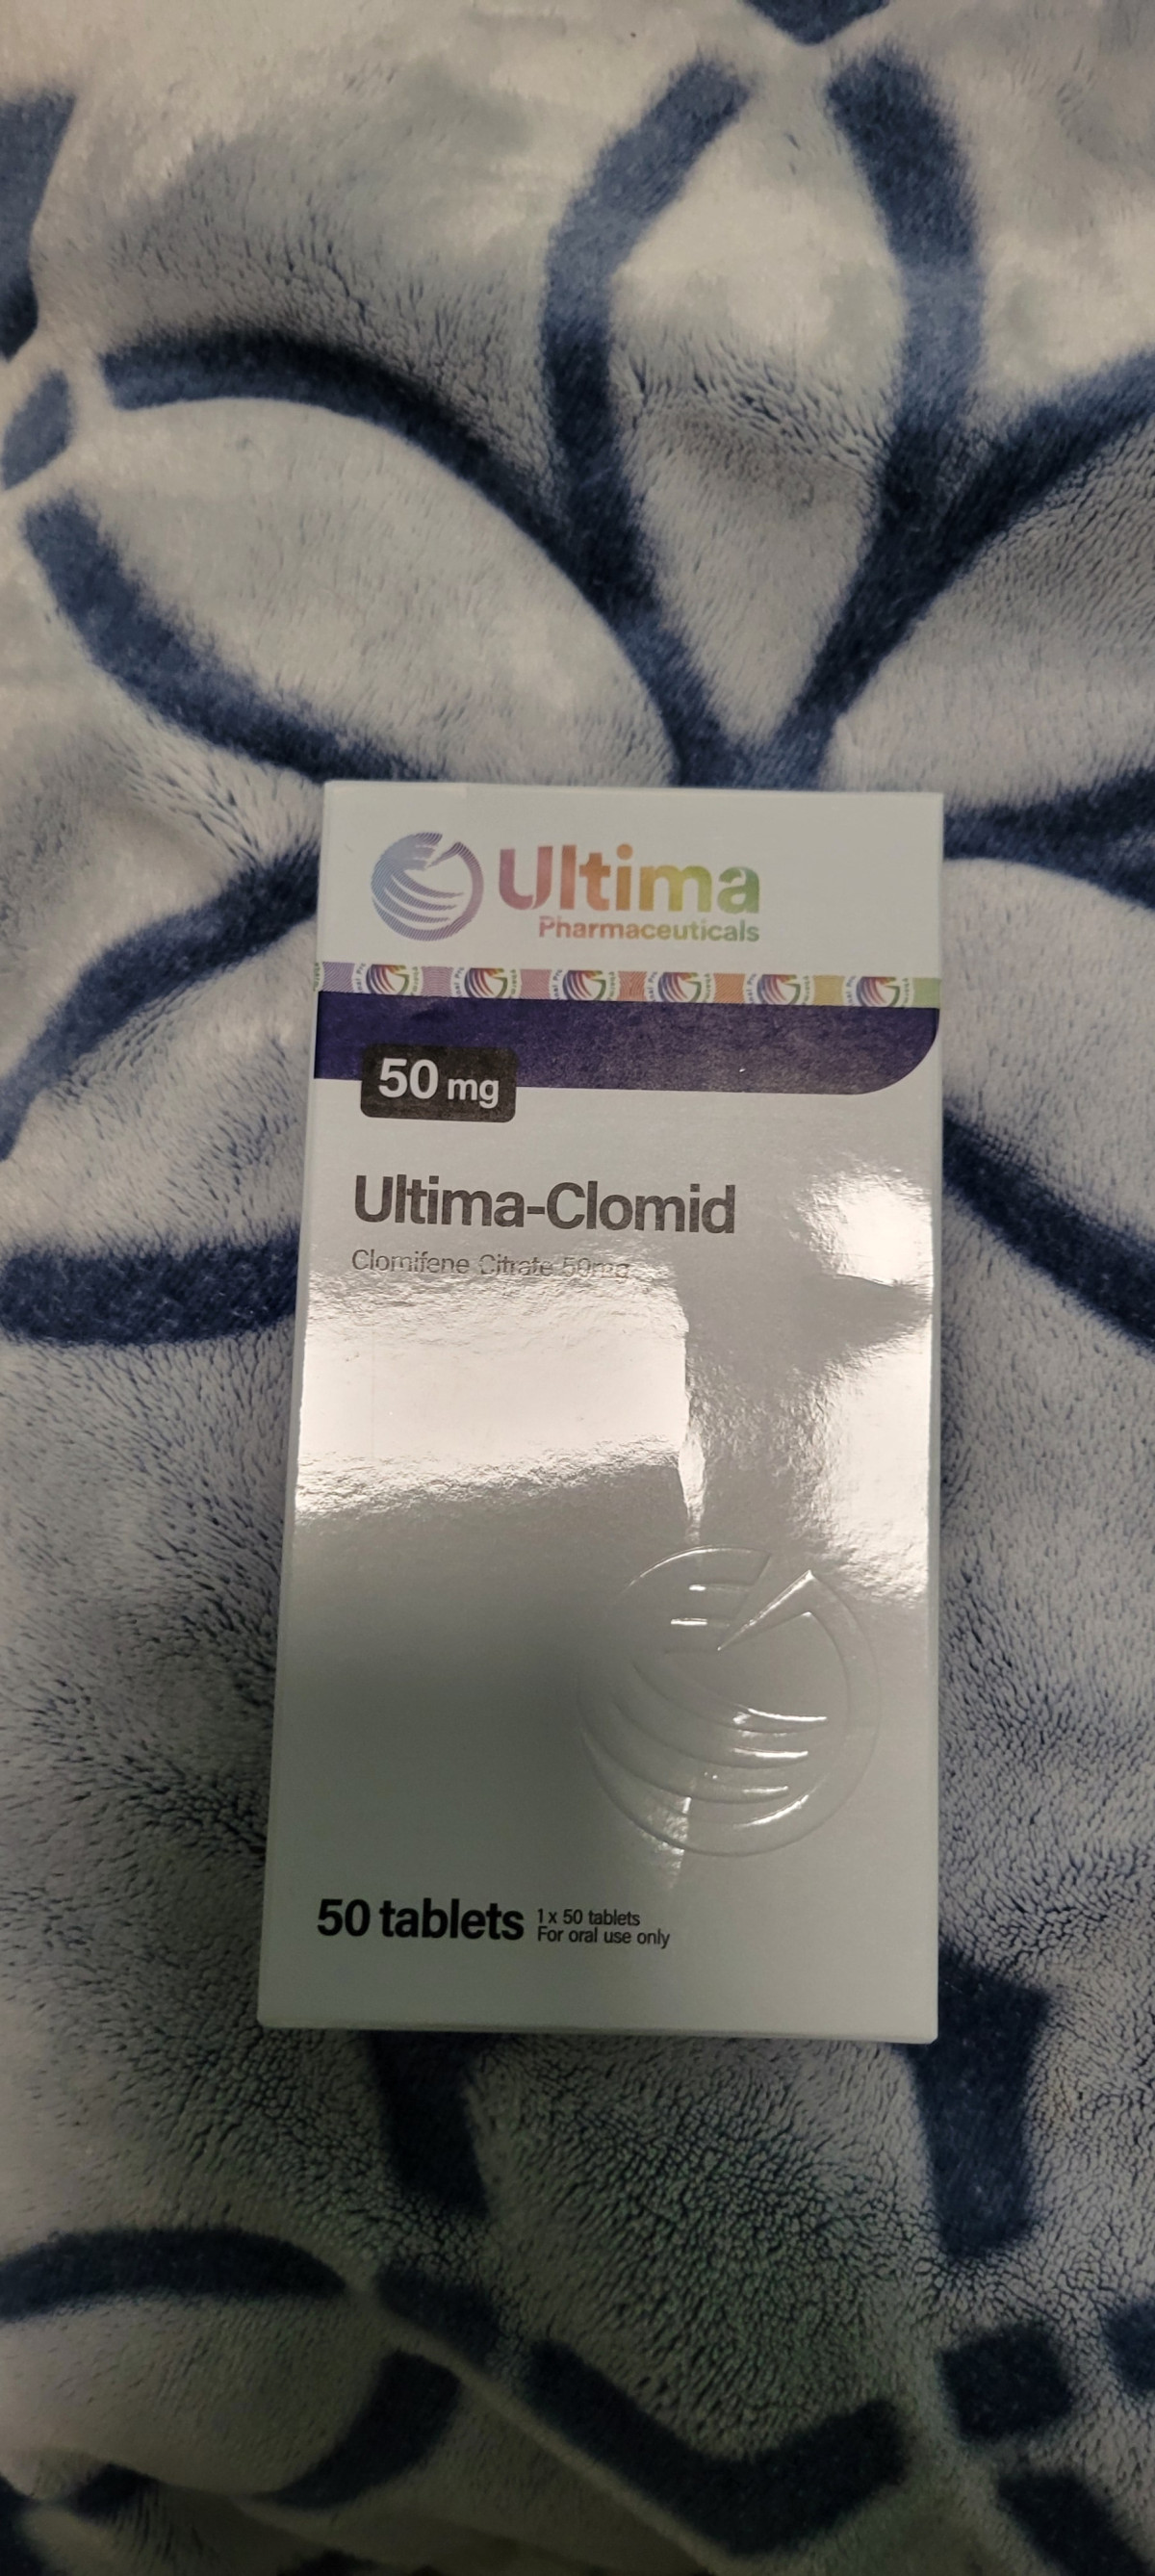 Ultima
Pharmaceuticals
50 mg
Ultima-Clomid
Clomifene Citrate 50mg
50 tablets
1 x 50 tablets
For oral use only